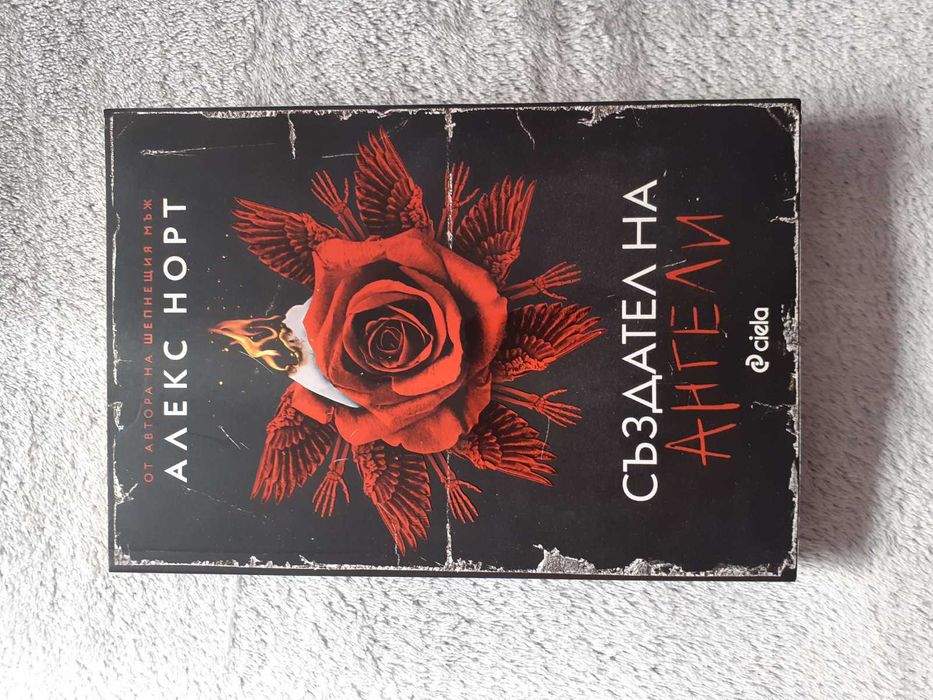 ОТ АВТОРА НА ШЕПНЕЩИЯ МЪЖ
АЛЕКС НОРТ
СЪЗДАТЕЛ НА
АНГЕЛИ
ciela